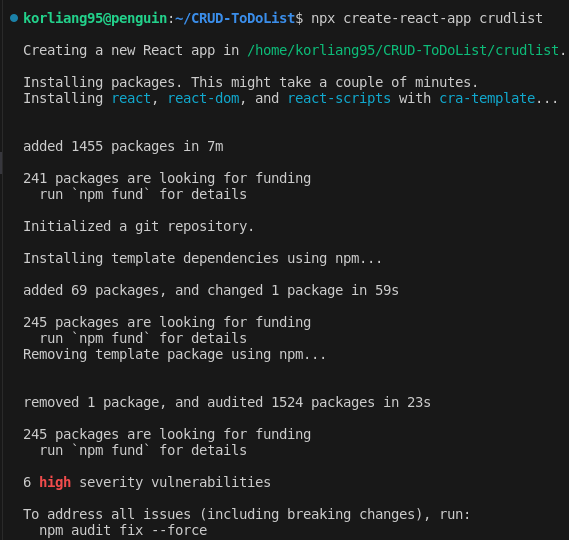 korliang95@penguin:~/CRUD-ToDoList$ npx create-react-app crudlist
Creating a new React app in /home/korliang95/CRUD-ToDoList/crudlist.
Installing packages. This might take a couple of minutes.
Installing react, react-dom, and react-scripts with cra-template...
added 1455 packages in 7m
241 packages are looking for funding
  run `npm fund` for details
Initialized a git repository.
Installing template dependencies using npm...
added 69 packages, and changed 1 package in 59s
245 packages are looking for funding
  run `npm fund` for details
Removing template package using npm...
removed 1 package, and audited 1524 packages in 23s
245 packages are looking for funding
  run `npm fund` for details
6 high severity vulnerabilities
To address all issues (including breaking changes), run:
  npm audit fix --force